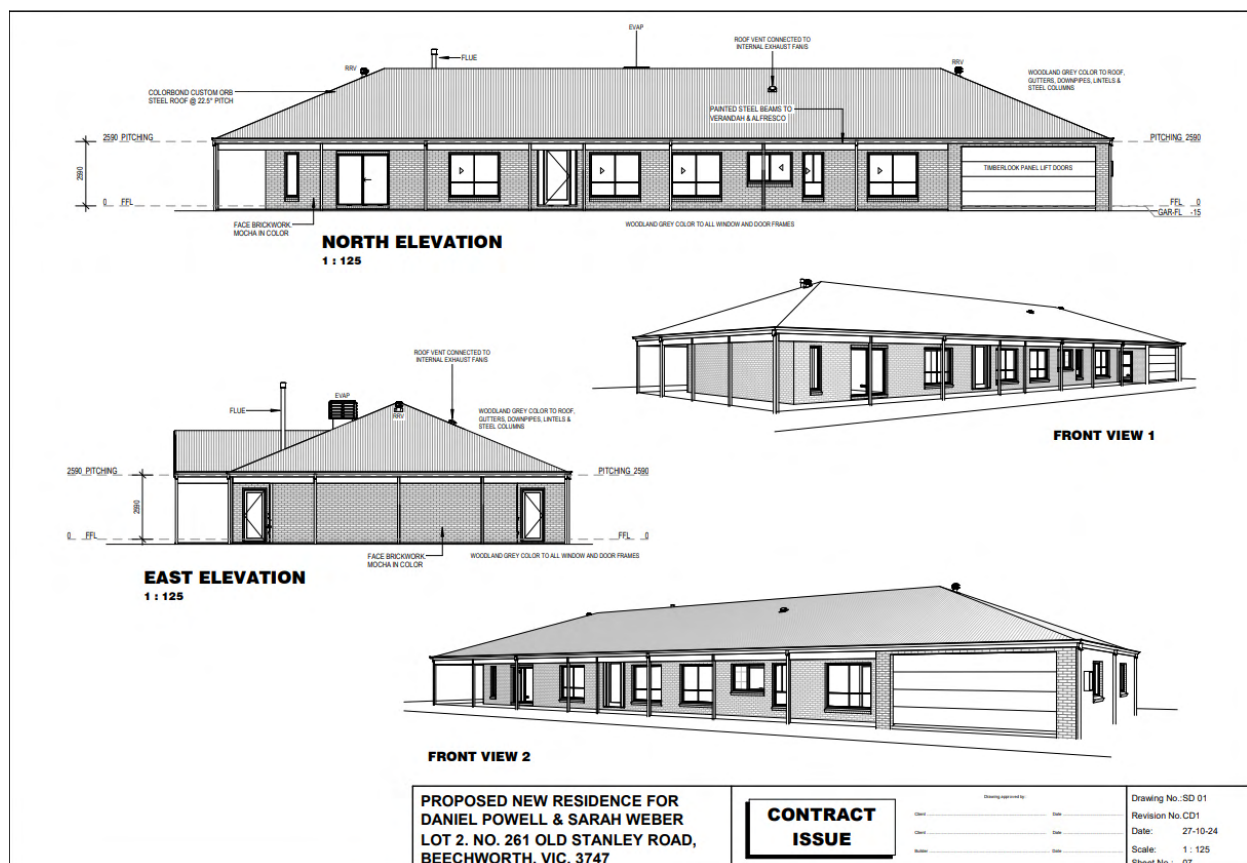 EVAP
ROOF VENT CONNECTED TO
INTERNAL EXHAUST FAN/S
FLUE
RRV
RRV
WOODLAND GREY COLOR TO ROOF,
GUTTERS, DOWNPIPES, LINTELS &
STEEL COLUMNS
COLORBOND CUSTOM ORB
STEEL ROOF @ 22.5° PITCH
PAINTED STEEL BEAMS TO
VERANDAH & ALFRESCO
2590 PITCHING
PITCHING 2590
2590
TIMBERLOOK PANEL LIFT DOORS
0 FFL
FFL 0
GAR-FL -15
FACE BRICKWORK
MOCHA IN COLOR
WOODLAND GREY COLOR TO ALL WINDOW AND DOOR FRAMES
NORTH ELEVATION
1 : 125
ROOF VENT CONNECTED TO
INTERNAL EXHAUST FAN/S
EVAP
FLUE
RRV
WOODLAND GREY COLOR TO ROOF,
GUTTERS, DOWNPIPES, LINTELS &
STEEL COLUMNS
FRONT VIEW 1
2590 PITCHING
PITCHING 2590
2590
0 FFL
FFL 0
FACE BRICKWORK
MOCHA IN COLOR
WOODLAND GREY COLOR TO ALL WINDOW AND DOOR FRAMES
EAST ELEVATION
1 : 125
FRONT VIEW 2
PROPOSED NEW RESIDENCE FOR
DANIEL POWELL & SARAH WEBER
LOT 2. NO. 261 OLD STANLEY ROAD,
BEECHWORTH, VIC. 3747
CONTRACT
ISSUE
Drawing approved by:
Client Date
Client Date
Builder Date
Drawing No.:SD 01
Revision No.CD1
Date: 27-10-24
Scale: 1 : 125
Sheet No.: 07